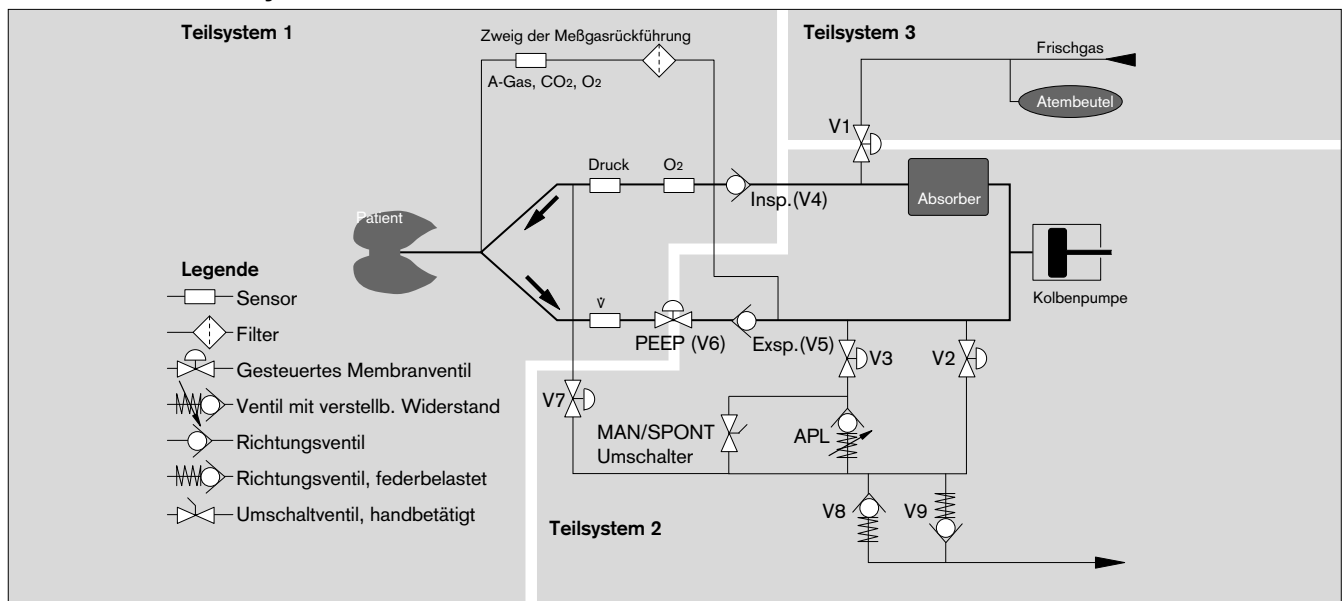 Teilsystem 1
Zweig der Meßgasrückführung
A-Gas, CO2, O2
Teilsystem 3
Frischgas
Atembeutel
V1
Druck
O2
Insp.(V4)
Absorber
Patient
Kolbenpumpe
V̇
PEEP (V6)
Exsp.(V5)
V3
V2
V7
MAN/SPONT
Umschalter
APL
V8
V9
Teilsystem 2
Legende
Sensor
Filter
Gesteuertes Membranventil
Ventil mit verstellb. Widerstand
Richtungsventil
Richtungsventil, federbelastet
Umschaltventil, handbetätigt